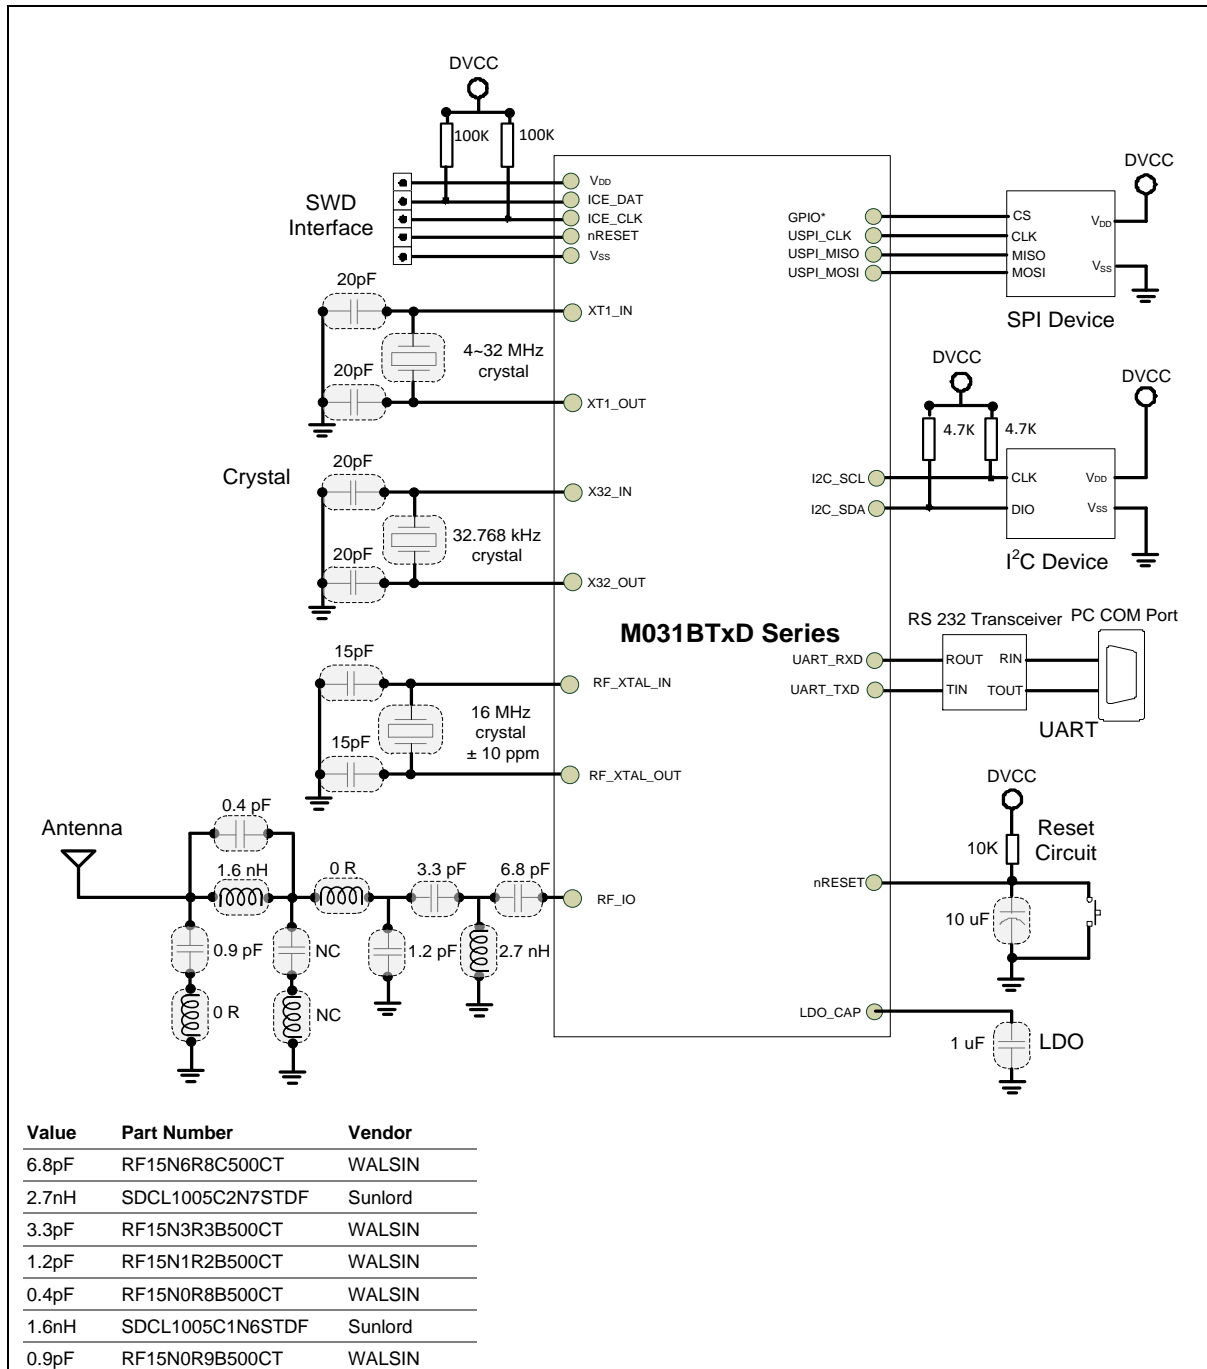 DVCC
100K 100K
SWD
Interface
VDD
ICE_DAT
ICE_CLK
nRESET
VSS
20pF
XT1_IN
4~32 MHz
crystal
20pF
XT1_OUT
Crystal
20pF
X32_IN
32.768 kHz
crystal
20pF
X32_OUT
15pF
RF_XTAL_IN
16 MHz
crystal
± 10 ppm
15pF
RF_XTAL_OUT
Antenna
0.4 pF
1.6 nH
0 R
3.3 pF
6.8 pF
RF_IO
0.9 pF
NC
1.2 pF
2.7 nH
0 R
NC
M031BTxD Series
GPIO*
USPI_CLK
USPI_MISO
USPI_MOSI
CS
CLK
MISO
MOSI
DVCC
VDD
VSS
SPI Device
DVCC
DVCC
4.7K 4.7K
I2C_SCL
I2C_SDA
CLK
DIO
VDD
VSS
I2C Device
RS 232 Transceiver
PC COM Port
UART_RXD
UART_TXD
ROUT RIN
TIN TOUT
UART
DVCC
10K
Reset
Circuit
nRESET
10 uF
LDO_CAP
1 uF
LDO
Value Part Number Vendor
6.8pF RF15N6R8C500CT WALSIN
2.7nH SDCL1005C2N7STDF Sunlord
3.3pF RF15N3R3B500CT WALSIN
1.2pF RF15N1R2B500CT WALSIN
0.4pF RF15N0R8B500CT WALSIN
1.6nH SDCL1005C1N6STDF Sunlord
0.9pF RF15N0R9B500CT WALSIN